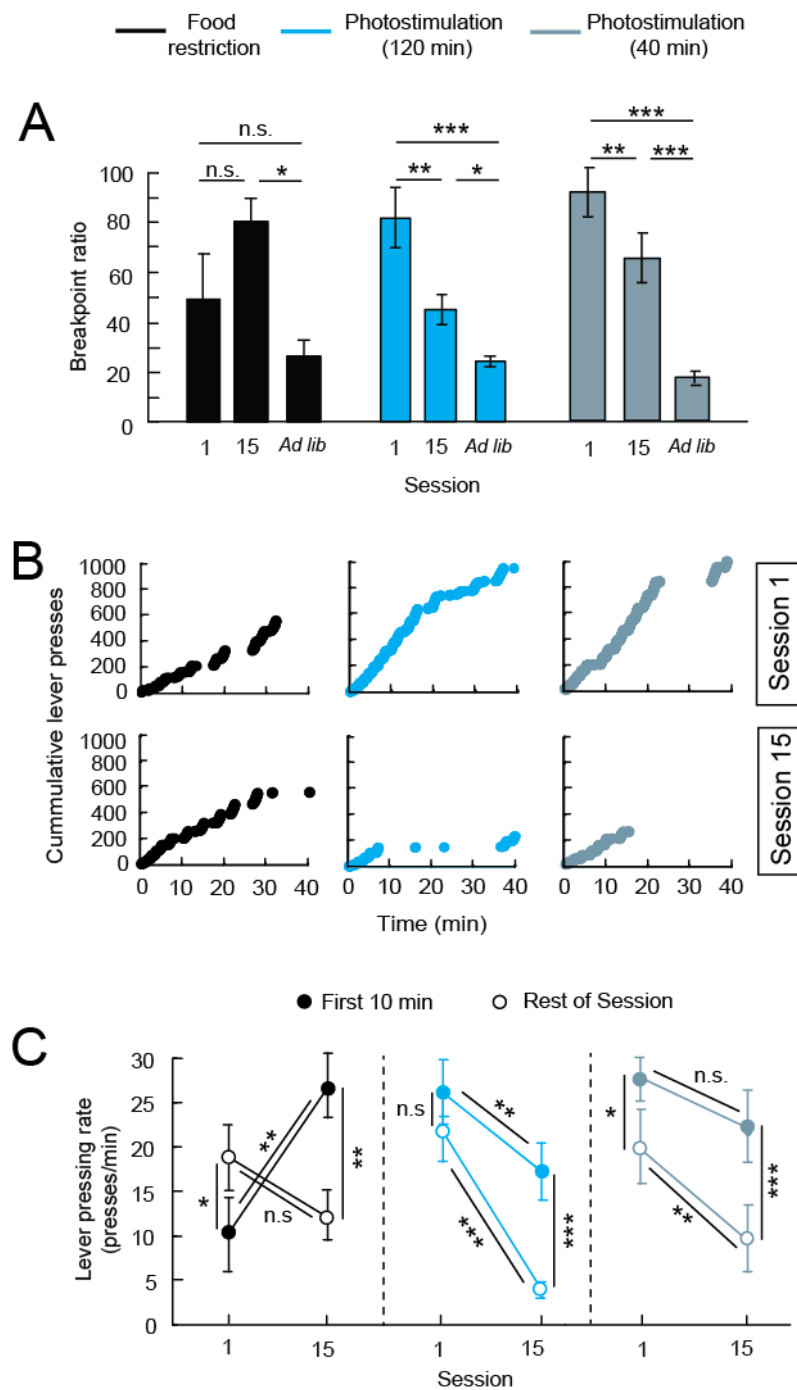 Food restriction
Photostimulation (120 min)
Photostimulation (40 min)
A
n.s.
n.s. *
***
** *
***
** ***
Breakpoint ratio
100
80
60
40
20
0
1 15 Ad lib
1 15 Ad lib
1 15 Ad lib
Session
B
Cummulative lever presses
1000
800
600
400
200
0
Session 1
1000
800
600
400
200
0
0 10 20 30 40
0 10 20 30 40
0 10 20 30 40
Session 15
Time (min)
First 10 min
Rest of Session
C
Lever pressing rate
(presses/min)
30
25
20
15
10
5
0
*
**
n.s
**
n.s
**
***
***
*
n.s.
**
***
1 15
1 15
1 15
Session